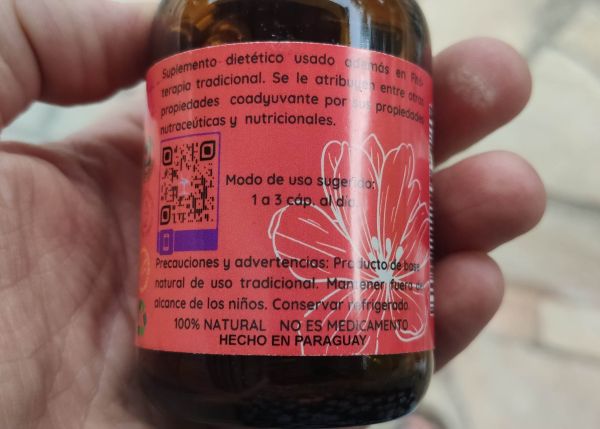 Suplemento dietético usado además en Fito-
terapia tradicional. Se le atribuyen entre otras
propiedades coadyuvante por sus propiedades
nutracéuticas y nutricionales.
Modo de uso sugerido:
1 a 3 cáp. al día.
Precauciones y advertencias: Producto de base
natural de uso tradicional. Mantener fuera de
alcance de los niños. Conservar refrigerado.
100% NATURAL NO ES MEDICAMENTO
HECHO EN PARAGUAY